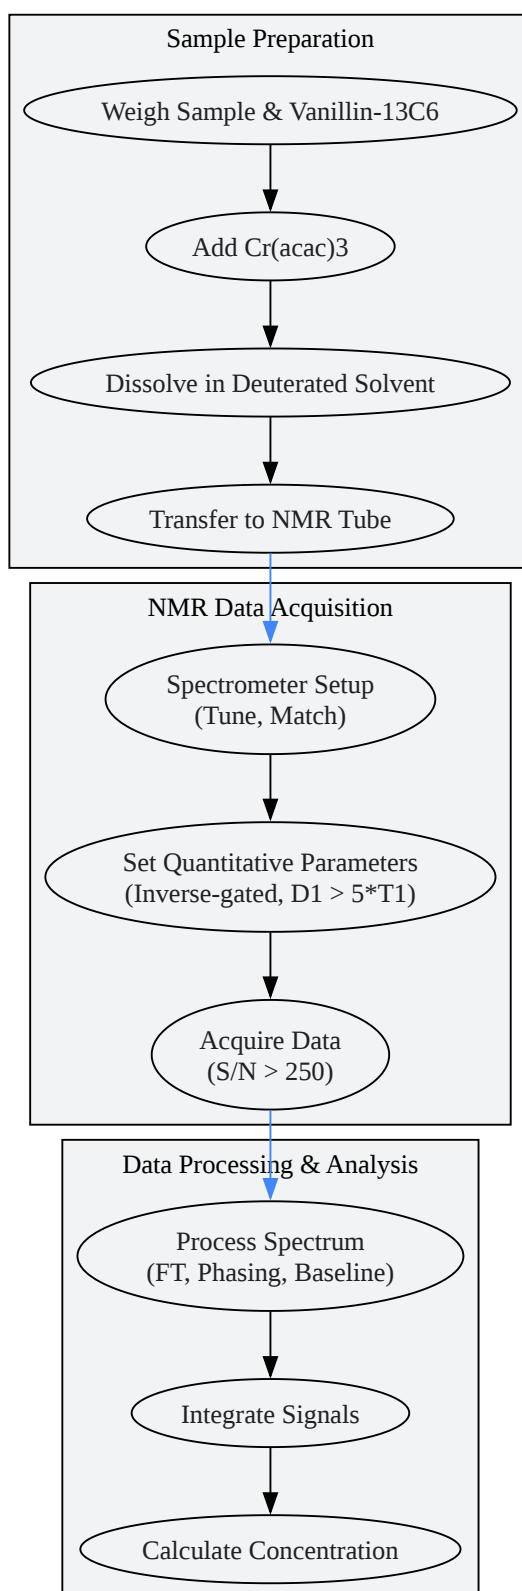 Sample Preparation
Weigh Sample & Vanillin-13C6
Add Cr(acac)3
Dissolve in Deuterated Solvent
Transfer to NMR Tube
NMR Data Acquisition
Spectrometer Setup
(Tune, Match)
Set Quantitative Parameters
(Inverse-gated, D1 > 5*T1)
Acquire Data
(S/N > 250)
Data Processing & Analysis
Process Spectrum
(FT, Phasing, Baseline)
Integrate Signals
Calculate Concentration